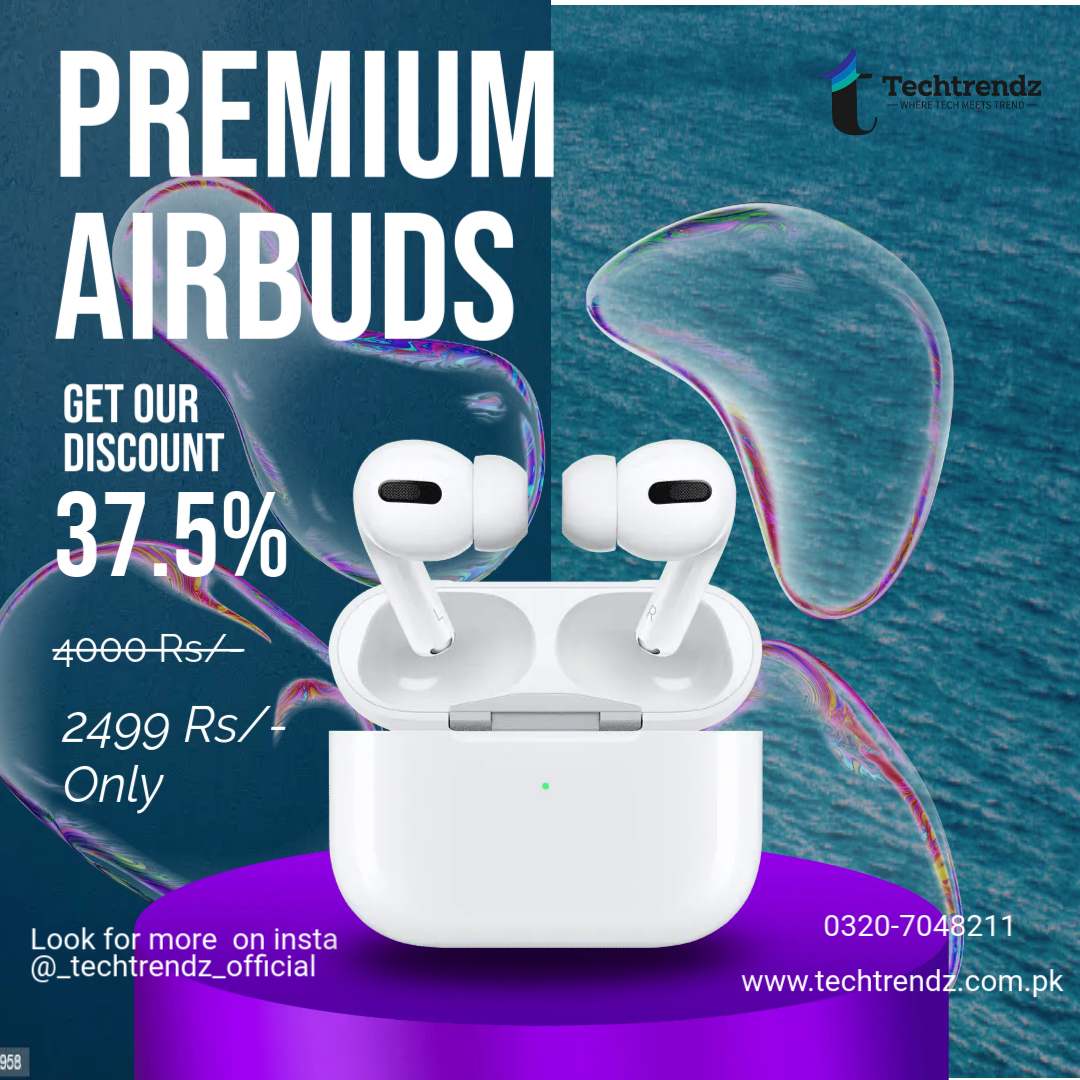 PREMIUM
AIRBUDS
Techtrendz
WHERE TECH MEETS TREND
GET OUR
DISCOUNT
37.5%
4000 Rs/-
2499 Rs/-
Only
L
R
Look for more on insta
@_techtrendz_official
0320-7048211
www.techtrendz.com.pk
958